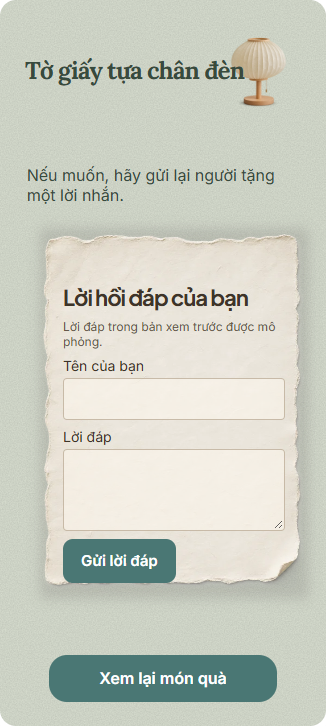 Tờ giấy tựa chân đèn
Nếu muốn, hãy gửi lại người tặng
một lời nhắn.
Lời hồi đáp của bạn
Lời đáp trong bản xem trước được mô
phỏng.
Tên của bạn
Lời đáp
Gửi lời đáp
Xem lại món quà